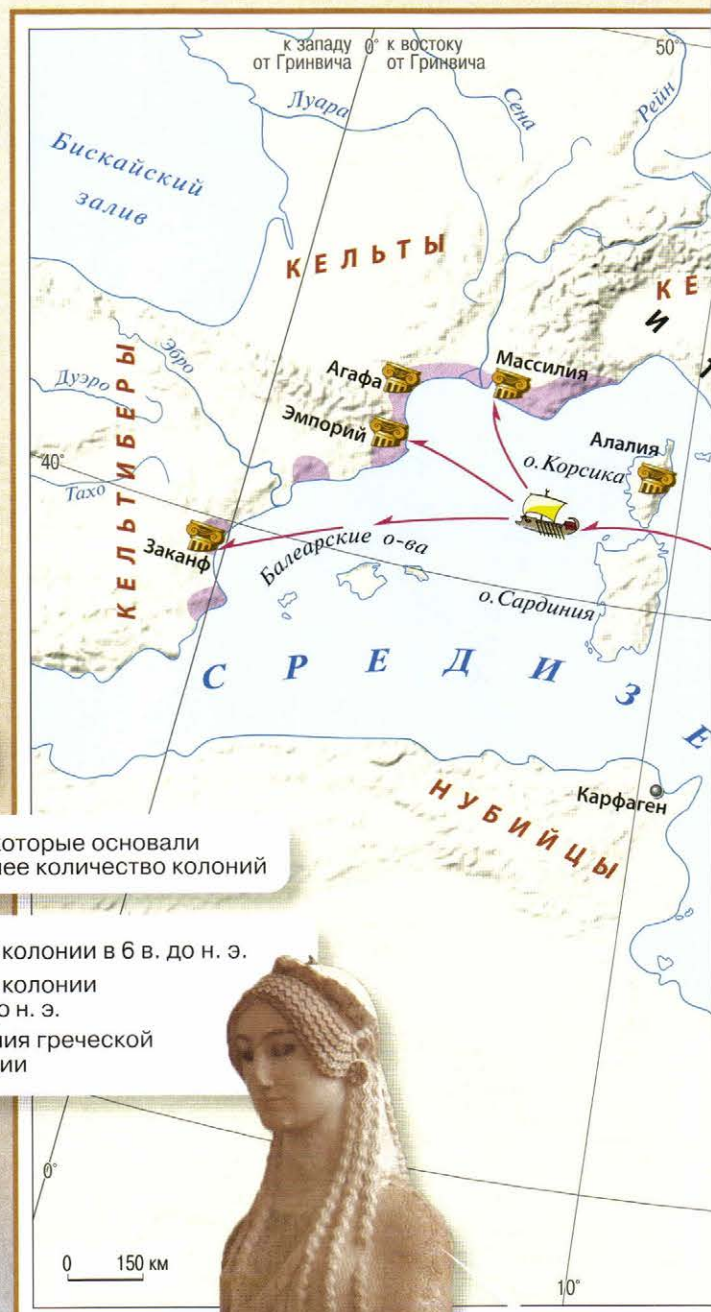 к западу 0° к востоку
от Гринвича от Гринвича
50°
Луара
Сена
Рейн
Бискайский
залив
КЕЛЬТЫ
КЕ
И
КЕЛЬТИБЕРЫ
Эбро
Дуэро
Тахо
40°
Агафа
Массилия
Эмпорий
Алалия
о.Корсика
Заканф
Балеарские о-ва
о.Сардиния
СРЕДИЗЕ
НУБИЙЦЫ
Карфаген
которые основали
ее количество колоний
колонии в 6 в. до н. э.
колонии
о н. э.
ия греческой
ии
0°
0 150 км
10°